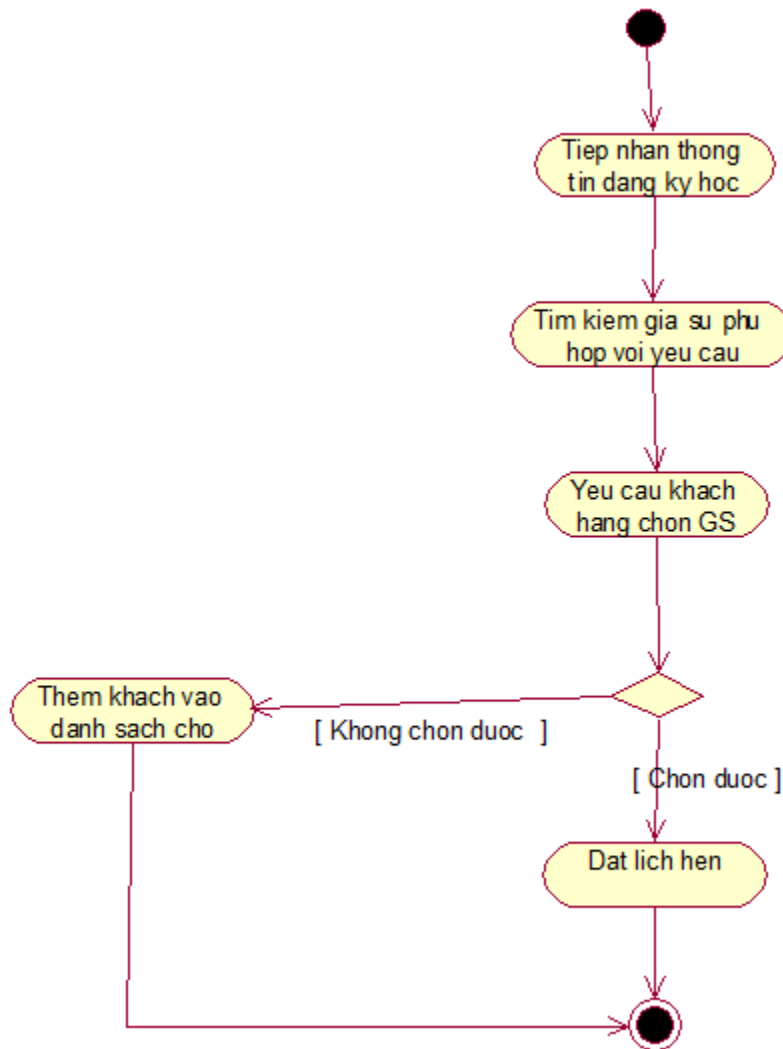 Tiep nhan thong
tin dang ky hoc
Tim kiem gia su phu
hop voi yeu cau
Yeu cau khach
hang chon GS
Them khach vao
danh sach cho
[ Khong chon duoc ]
[ Chon duoc ]
Dat lich hen